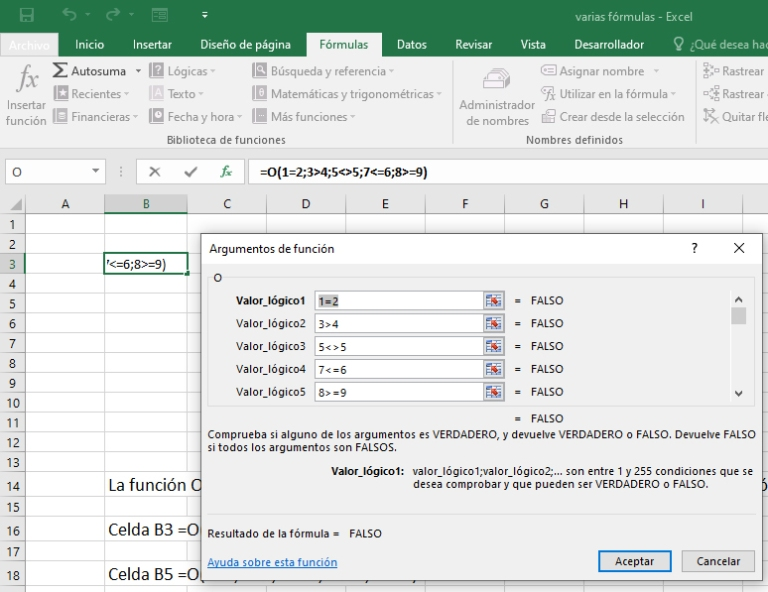 varias fórmulas - Excel
Archivo Inicio Insertar Diseño de página Fórmulas Datos Revisar Vista Desarrollador ¿Qué desea hac
fx Σ Autosuma Lógicas Búsqueda y referencia Asignar nombre Rastrear
Insertar función Recientes Texto Matemáticas y trigonométricas Administrador de nombres Utilizar en la fórmula Rastrear
Financieras Fecha y hora Más funciones Crear desde la selección Quitar fle
Biblioteca de funciones Nombres definidos
O fx =O(1=2;3>4;5<>5;7<=6;8>=9)
A B C D E F G H I
1
2
3 7<=6;8>=9)
4
5
6
7
8
9
10
11
12
13
14 La función O
15
16 Celda B3 =O
17
18 Celda B5 =O(
Argumentos de función ? ×
O
Valor_lógico1 1=2 = FALSO
Valor_lógico2 3>4 = FALSO
Valor_lógico3 5<>5 = FALSO
Valor_lógico4 7<=6 = FALSO
Valor_lógico5 8>=9 = FALSO
= FALSO
Comprueba si alguno de los argumentos es VERDADERO, y devuelve VERDADERO o FALSO. Devuelve FALSO
si todos los argumentos son FALSOS.
Valor_lógico1: valor_lógico1;valor_lógico2;... son entre 1 y 255 condiciones que se
desea comprobar y que pueden ser VERDADERO o FALSO.
Resultado de la fórmula = FALSO
Ayuda sobre esta función Aceptar Cancelar